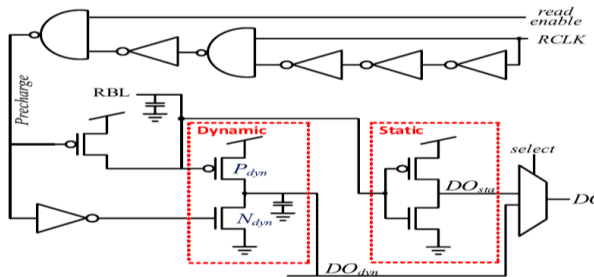 read
enable
RCLK
Precharge
RBL
Dynamic
Static
select
Pdyn
DOsta
DO
Ndyn
DOdyn